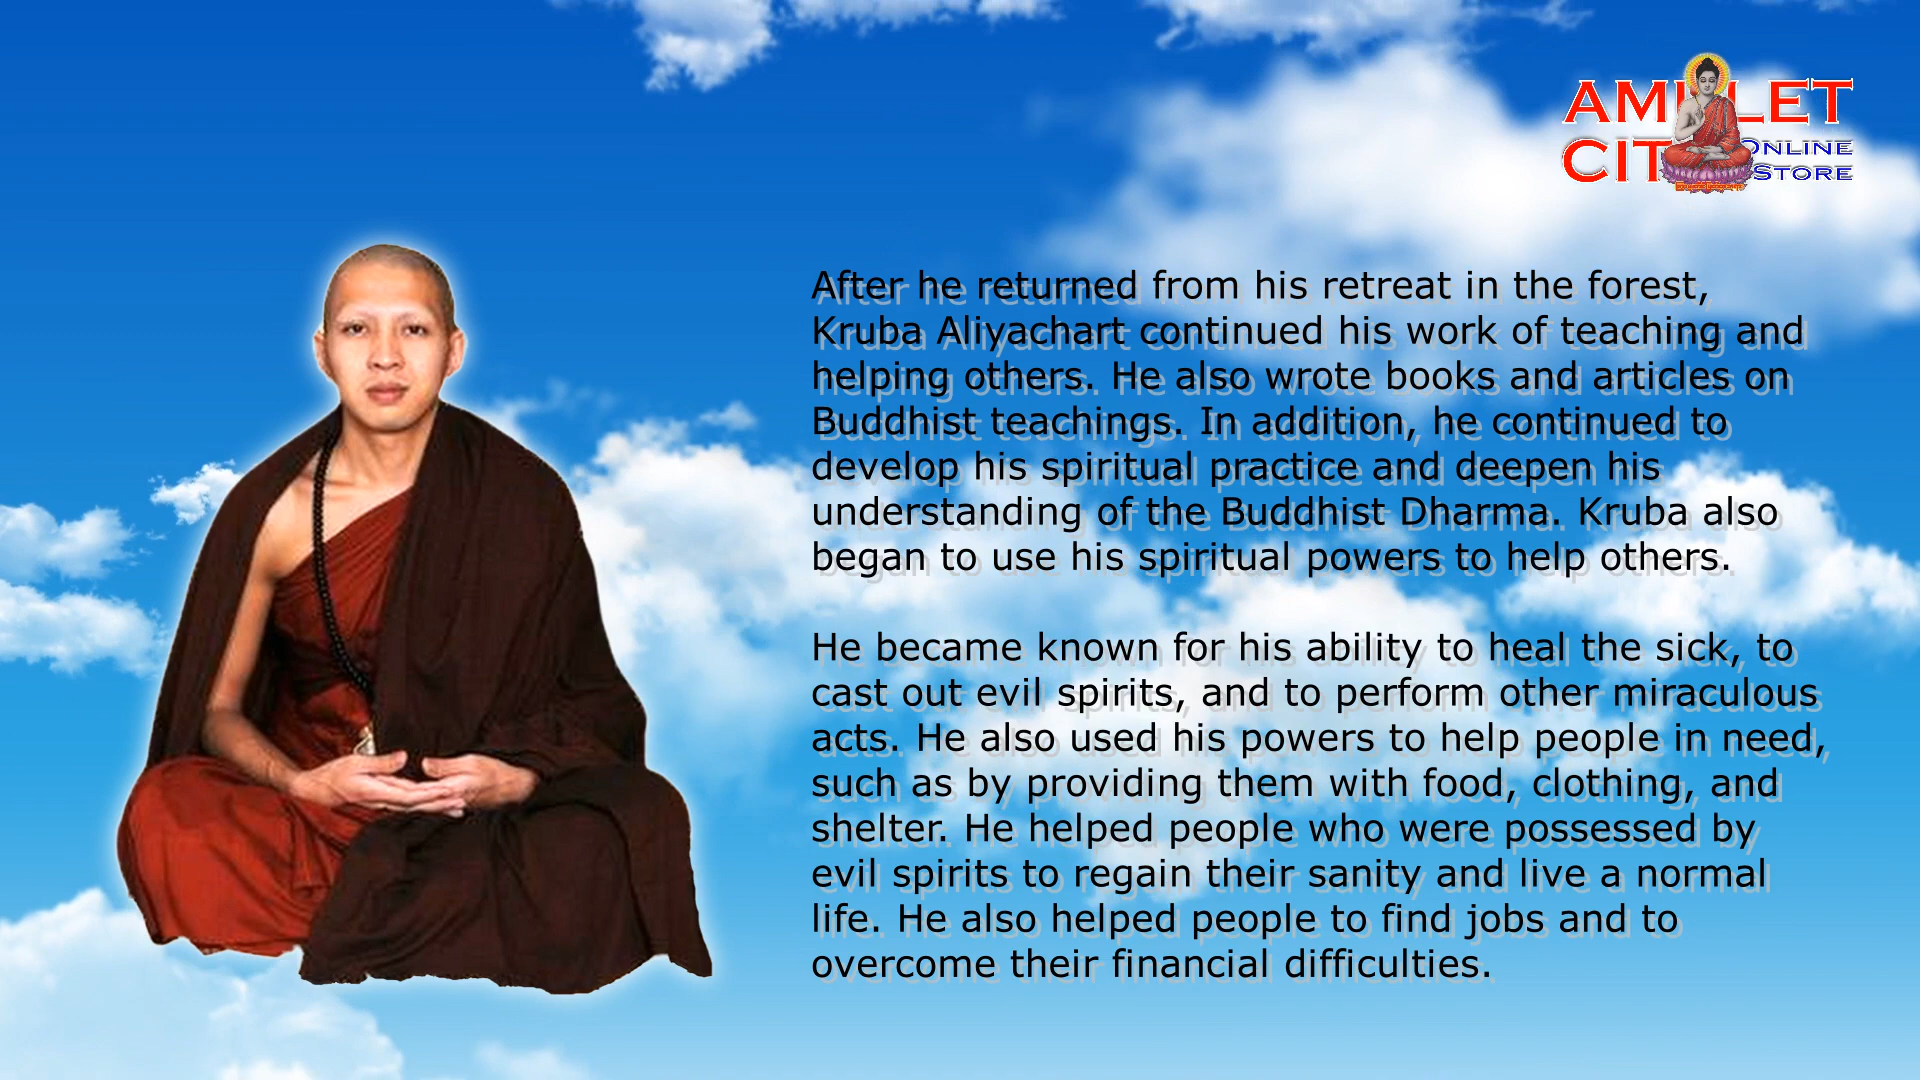 AMULET
CITY ONLINE
STORE
After he returned from his retreat in the forest,
Kruba Aliyachart continued his work of teaching and
helping others. He also wrote books and articles on
Buddhist teachings. In addition, he continued to
develop his spiritual practice and deepen his
understanding of the Buddhist Dharma. Kruba also
began to use his spiritual powers to help others.
He became known for his ability to heal the sick, to
cast out evil spirits, and to perform other miraculous
acts. He also used his powers to help people in need,
such as by providing them with food, clothing, and
shelter. He helped people who were possessed by
evil spirits to regain their sanity and live a normal
life. He also helped people to find jobs and to
overcome their financial difficulties.